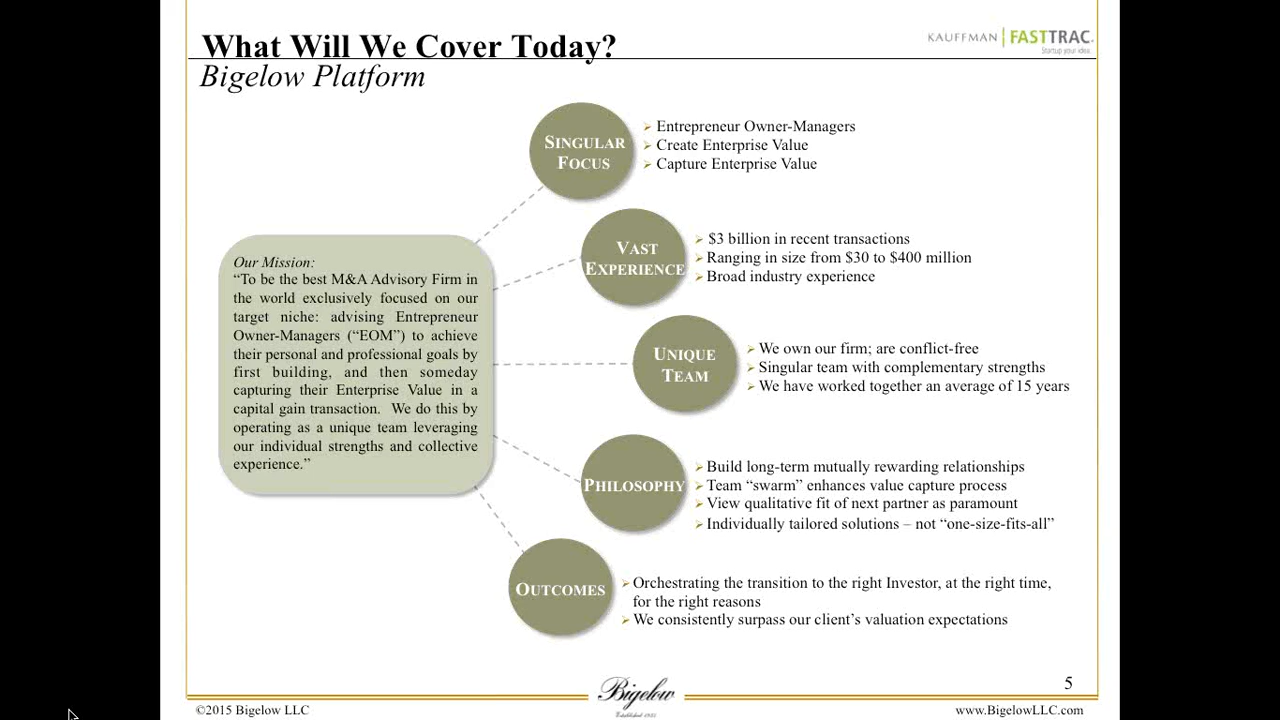 What Will We Cover Today?
KAUFFMAN | FASTTRAC.
Startup your idea.
Bigelow Platform
SINGULAR
FOCUS
Entrepreneur Owner-Managers
Create Enterprise Value
Capture Enterprise Value
VAST
EXPERIENCE
$3 billion in recent transactions
Ranging in size from $30 to $400 million
Broad industry experience
Our Mission:
“To be the best M&A Advisory Firm in
the world exclusively focused on our
target niche: advising Entrepreneur
Owner-Managers (“EOM”) to achieve
their personal and professional goals by
first building, and then someday
capturing their Enterprise Value in a
capital gain transaction. We do this by
operating as a unique team leveraging
our individual strengths and collective
experience.”
UNIQUE
TEAM
We own our firm; are conflict-free
Singular team with complementary strengths
We have worked together an average of 15 years
PHILOSOPHY
Build long-term mutually rewarding relationships
Team “swarm” enhances value capture process
View qualitative fit of next partner as paramount
Individually tailored solutions – not “one-size-fits-all”
OUTCOMES
Orchestrating the transition to the right Investor, at the right time,
for the right reasons
We consistently surpass our client’s valuation expectations
5
©2015 Bigelow LLC
Bigelow
www.BigelowLLC.com